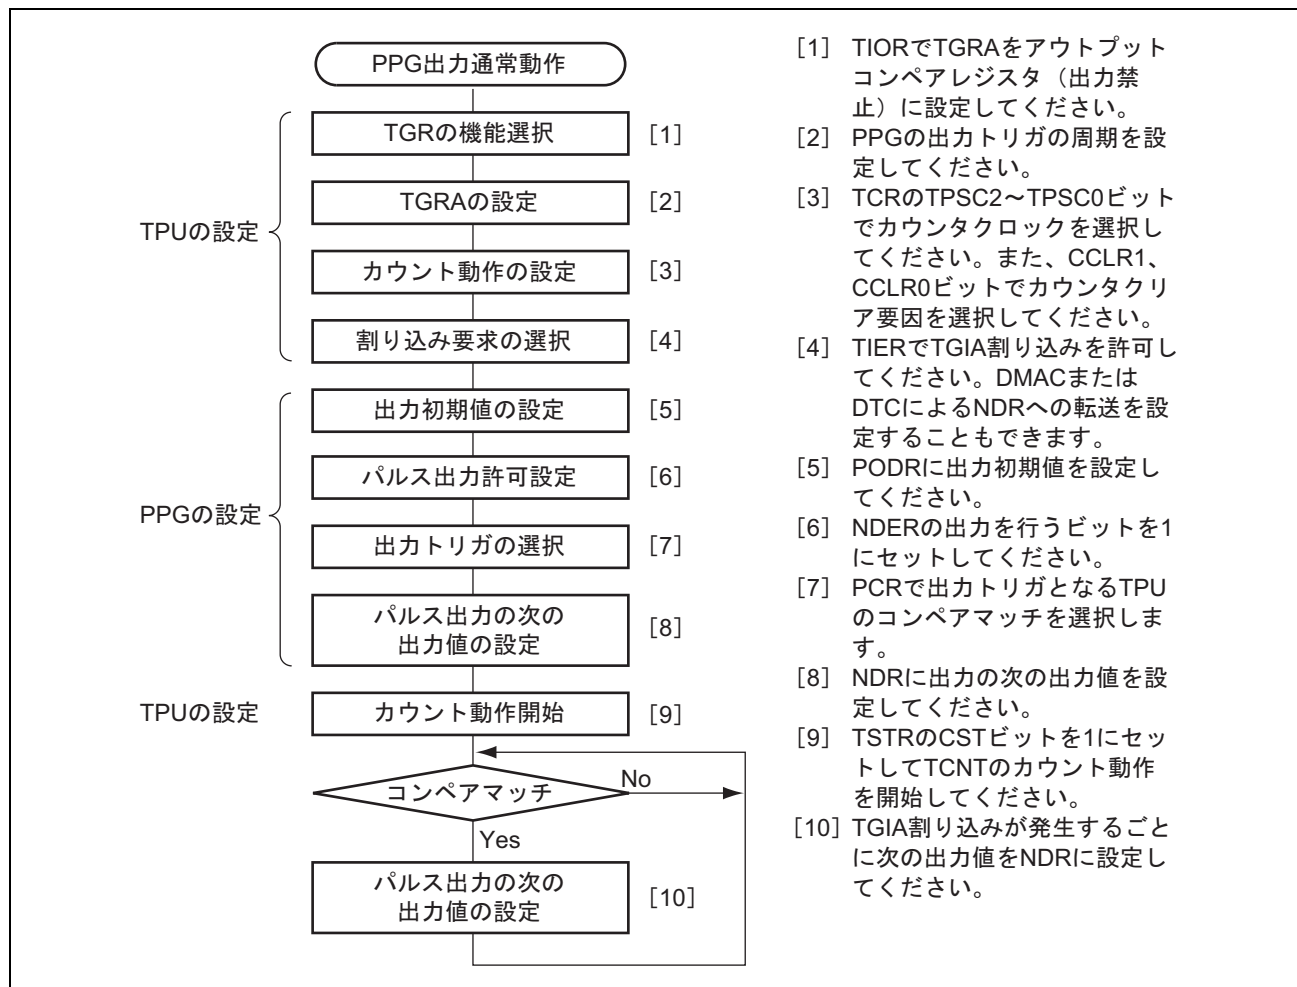 PPG出力通常動作
TGRの機能選択 [1]
TGRAの設定 [2]
TPUの設定
カウント動作の設定 [3]
割り込み要求の選択 [4]
出力初期値の設定 [5]
パルス出力許可設定 [6]
PPGの設定
出力トリガの選択 [7]
パルス出力の次の
出力値の設定
[8]
TPUの設定
カウント動作開始 [9]
コンペアマッチ
No
Yes
パルス出力の次の
出力値の設定
[10]
[1] TIORでTGRAをアウトプット
コンペアレジスタ（出力禁
止）に設定してください。
[2] PPGの出力トリガの周期を設
定してください。
[3] TCRのTPSC2～TPSC0ビット
でカウンタクロックを選択し
てください。また、CCLR1、
CCLR0ビットでカウンタクリ
ア要因を選択してください。
[4] TIERでTGIA割り込みを許可し
てください。DMACまたは
DTCによるNDRへの転送を設
定することもできます。
[5] PODRに出力初期値を設定し
てください。
[6] NDERの出力を行うビットを1
にセットしてください。
[7] PCRで出力トリガとなるTPU
のコンペアマッチを選択しま
す。
[8] NDRに出力の次の出力値を設
定してください。
[9] TSTRのCSTビットを1にセッ
トしてTCNTのカウント動作
を開始してください。
[10] TGIA割り込みが発生するごと
に次の出力値をNDRに設定し
てください。